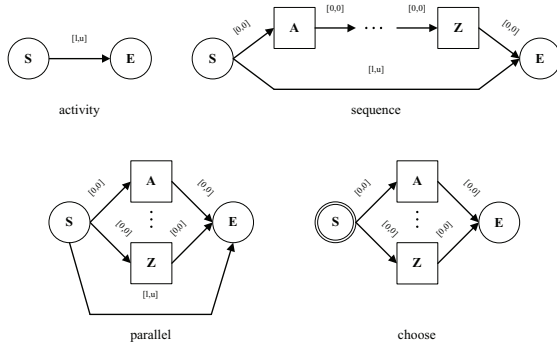 [l,u]
S
E
activity
[0,0]
A
[0,0]
. . .
[0,0]
Z
[0,0]
S
E
[l,u]
sequence
[0,0]
A
[0,0]
S
E
[0,0]
[0,0]
Z
[l,u]
parallel
[0,0]
A
[0,0]
S
E
[0,0]
[0,0]
Z
choose